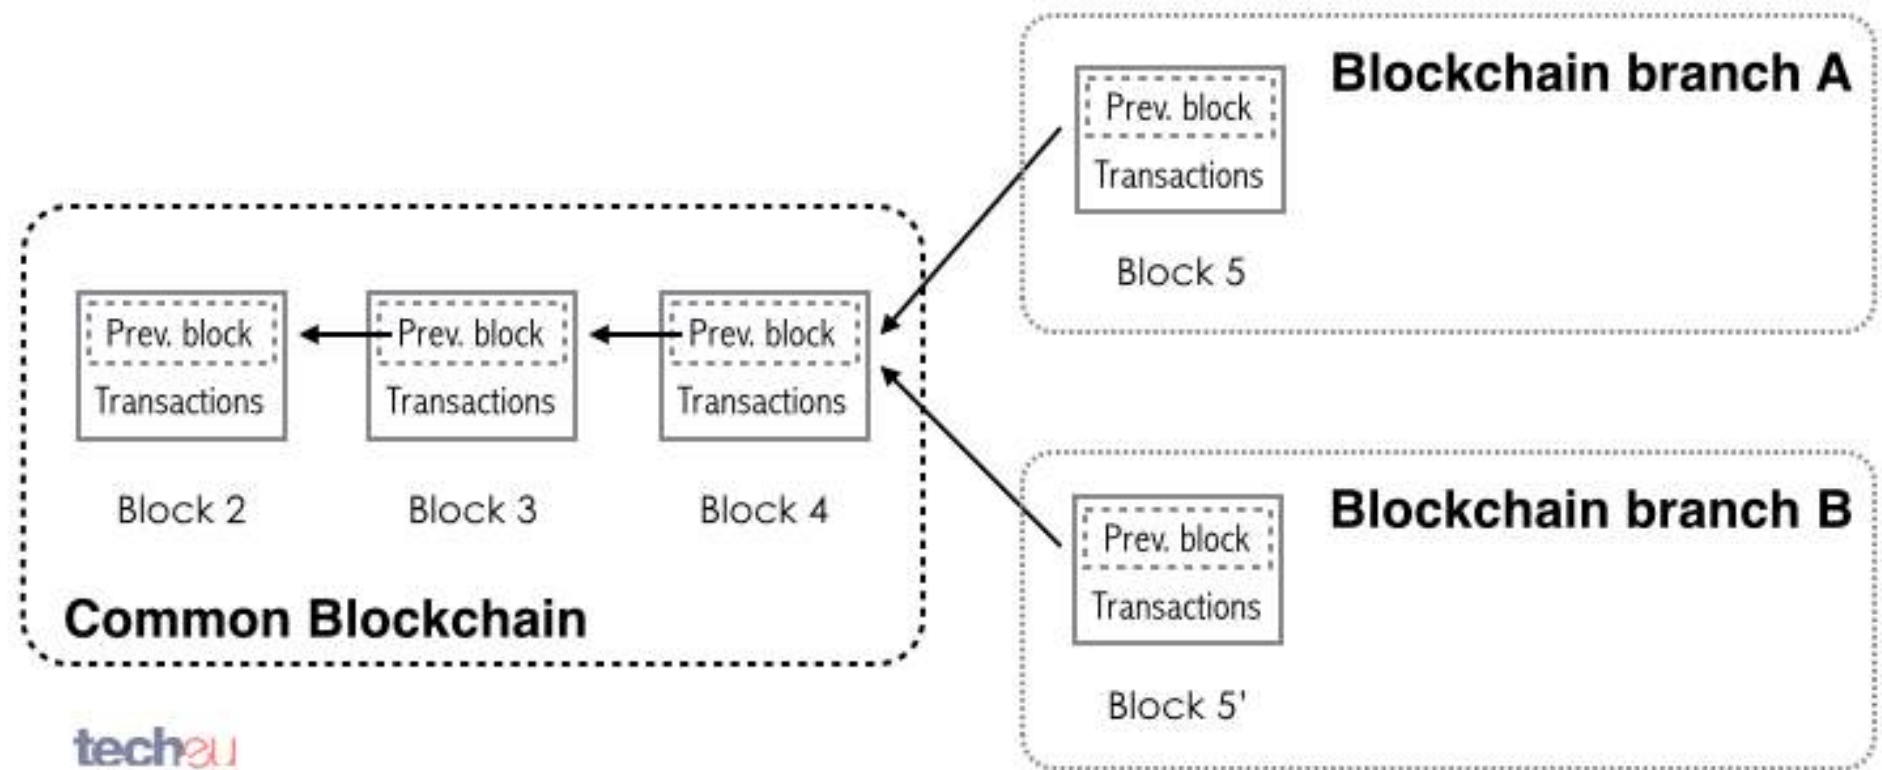 Blockchain branch A
Prev. block
Transactions
Block 5
Prev. block
Transactions
Block 2
Prev. block
Transactions
Block 3
Prev. block
Transactions
Block 4
Common Blockchain
Blockchain branch B
Prev. block
Transactions
Block 5'
techeu